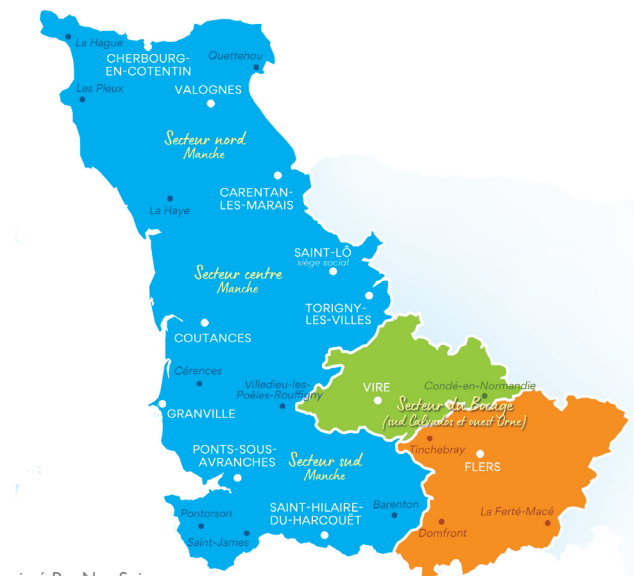 La Hague
CHERBOURG-
EN-COTENTIN
Quettehou
Les Pieux
VALOGNES
Secteur nord
Manche
CARENTAN-
LES-MARAIS
La Haye
SAINT-LÔ
siège social
Secteur centre
Manche
TORIGNY-
LES-VILLES
COUTANCES
Cérences
Villedieu-les-
Poêles-Rouffigny
VIRE
Condé-en-Normandie
GRANVILLE
Secteur du Bocage
(sud Calvados et ouest Orne)
Tinchebray
PONTS-SOUS-
AVRANCHES
Secteur sud
Manche
FLERS
Pontorson
SAINT-HILAIRE-
DU-HARCOUËT
Barenton
La Ferté-Macé
Saint-James
Domfront